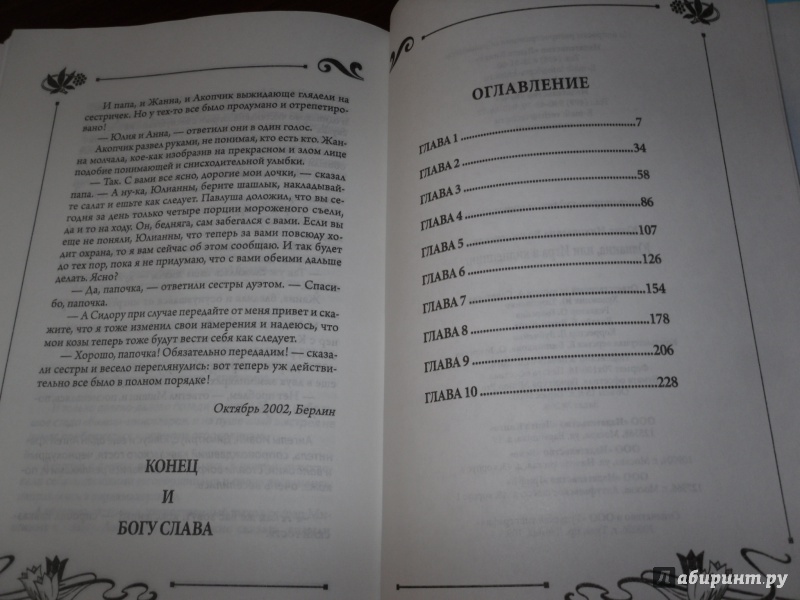 И папа, и Жанна, и Акопчик выжидающе глядели на
сестричек. Но у тех-то все было продумано и отрепетиро-
вано!
— Юлия и Анна, — ответили они в один голос.
Акопчик развел руками, не понимая, кто есть кто. Жан-
на молчала, кое-как изобразив на прекрасном и злом лице
подобие понимающей и снисходительной улыбки.
— Так. С вами все ясно, дорогие мои дочки, — сказал
папа. — А ну-ка, Юлианны, берите шашлык, накладывай-
те салат и ешьте как следует. Павлуша доложил, что вы се-
годня за день только четыре порции мороженого съели,
да и то на ходу. Он, бедняга, сам забегался с вами. Если вы
еще не поняли, Юлианны, что теперь за вами повсюду хо-
дит охрана, то я вам сейчас об этом сообщаю. И так будет
до тех пор, пока я не придумаю, что с вами обеими дальше
делать. Ясно?
— Да, папочка, — ответили сестры дуэтом. — Спаси-
бо, папочка.
— А Сидору при случае передайте от меня привет и ска-
жите, что я тоже изменил свои намерения и надеюсь, что
мои козы теперь тоже будут вести себя как следует.
— Хорошо, папочка! Обязательно передадим! — сказа-
ли сестры и весело переглянулись: вот теперь уж действи-
тельно все было в полном порядке!
Октябрь 2002, Берлин
КОНЕЦ
И
БОГУ СЛАВА
ОГЛАВЛЕНИЕ
ГЛАВА 1 7
ГЛАВА 2 34
ГЛАВА 3 58
ГЛАВА 4 86
ГЛАВА 5 107
ГЛАВА 6 126
ГЛАВА 7 154
ГЛАВА 8 178
ГЛАВА 9 206
ГЛАВА 10 228
Лабиринт.ру